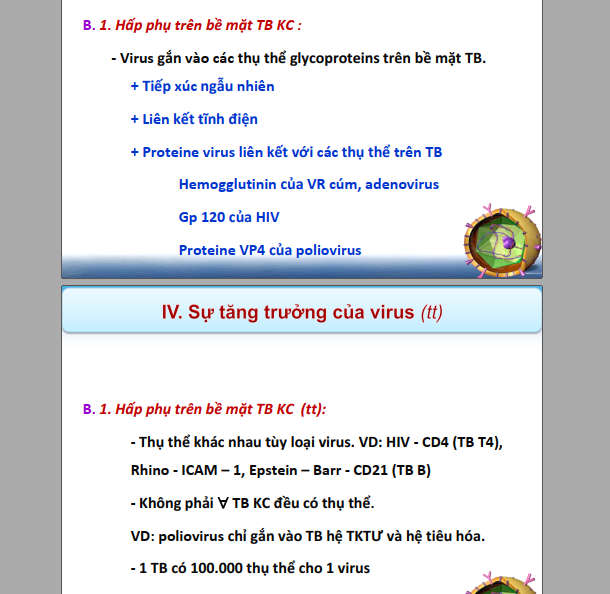 B. 1. Hấp phụ trên bề mặt TB KC :
- Virus gắn vào các thụ thể glycoproteins trên bề mặt TB.
+ Tiếp xúc ngẫu nhiên
+ Liên kết tĩnh điện
+ Proteine virus liên kết với các thụ thể trên TB
Hemogglutinin của VR cúm, adenovirus
Gp 120 của HIV
Proteine VP4 của poliovirus
IV. Sự tăng trưởng của virus (tt)
B. 1. Hấp phụ trên bề mặt TB KC (tt):
- Thụ thể khác nhau tùy loại virus. VD: HIV - CD4 (TB T4),
Rhino - ICAM – 1, Epstein – Barr - CD21 (TB B)
- Không phải ∀ TB KC đều có thụ thể.
VD: poliovirus chỉ gắn vào TB hệ TKTƯ và hệ tiêu hóa.
- 1 TB có 100.000 thụ thể cho 1 virus